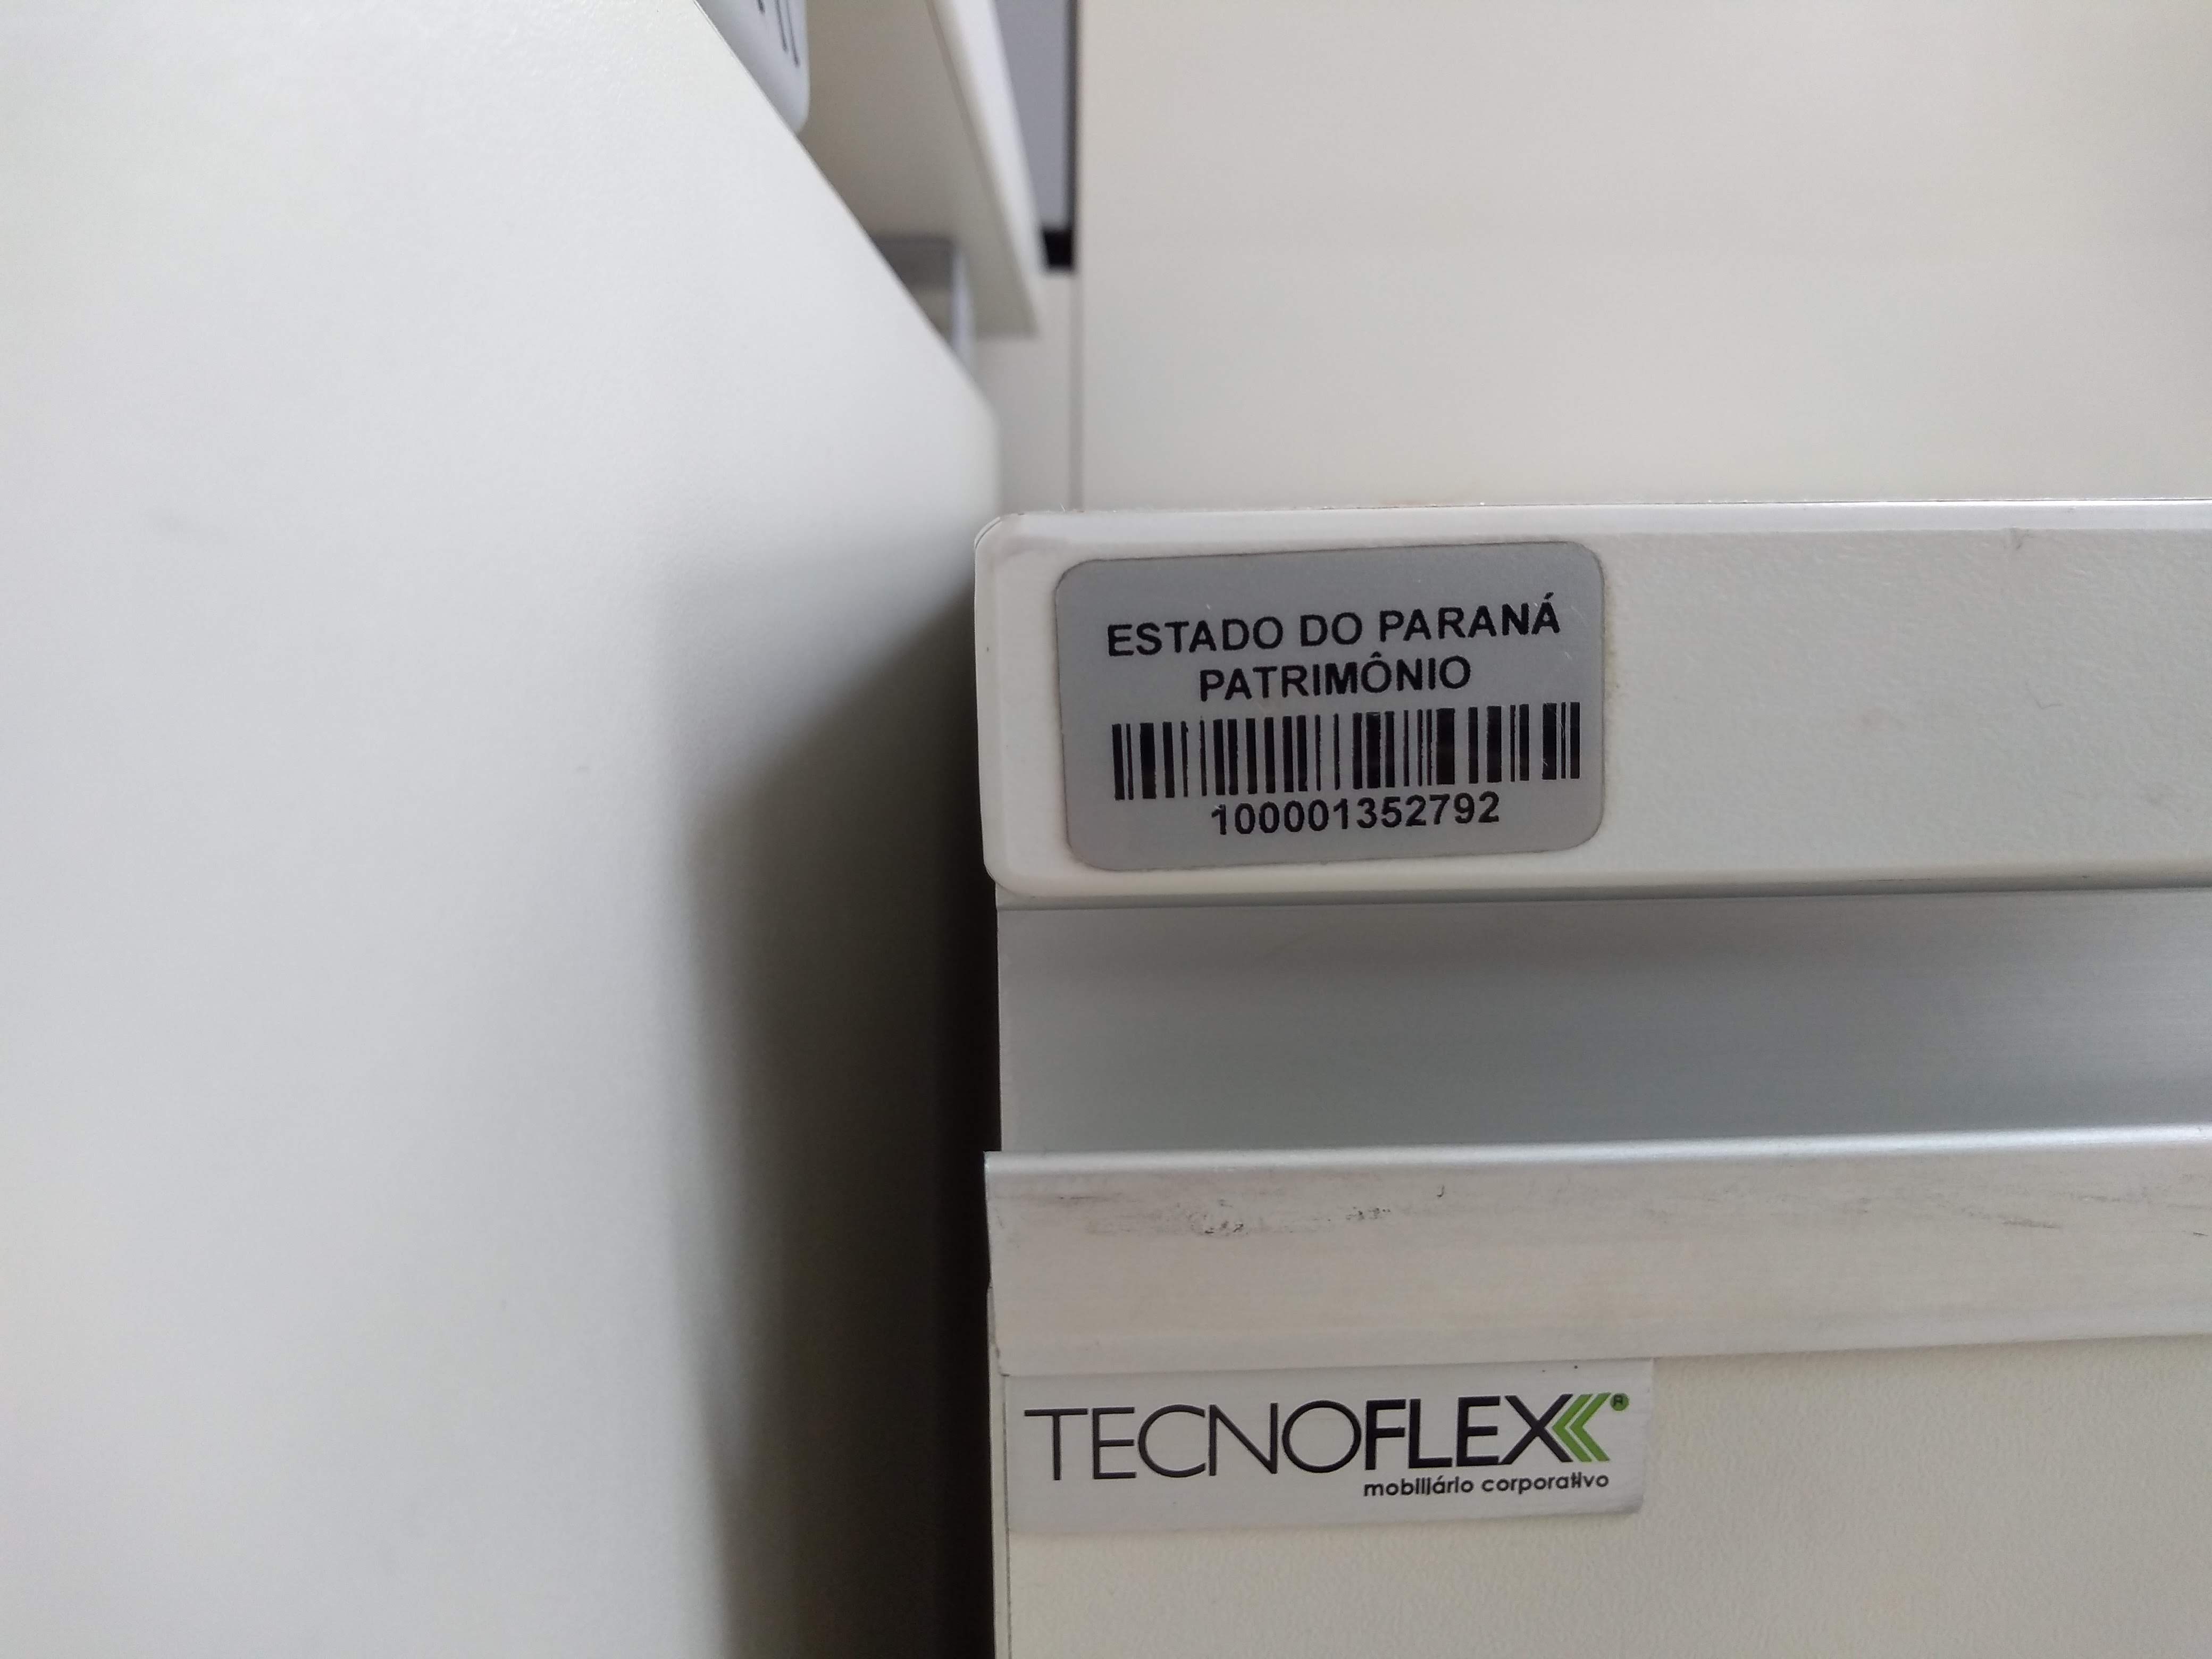 ESTADO DO PARANÁ
PATRIMÔNIO
100001352792
TECNOFLEX®
mobiliário corporativo